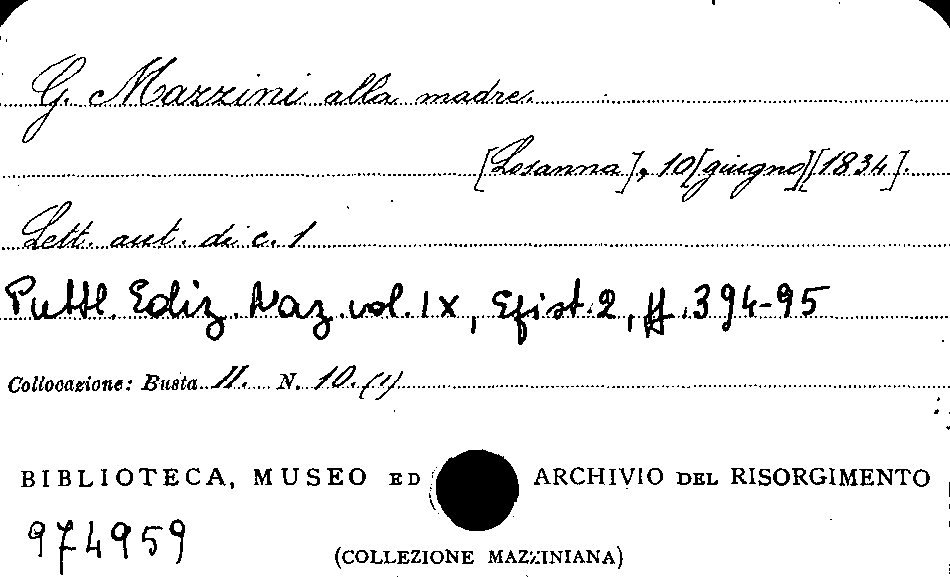 G. Mazzini alla madre.
[Losanna], 10 [giugno] [1834].
Lett. aut. di c. 1
Pubbl. Ediz. Naz. vol. IX, Epist. 2, pp. 394-95
Collocazione: Busta II. N. 10. (1)
BIBLIOTECA, MUSEO ED ARCHIVIO DEL RISORGIMENTO
974959
(COLLEZIONE MAZZINIANA)